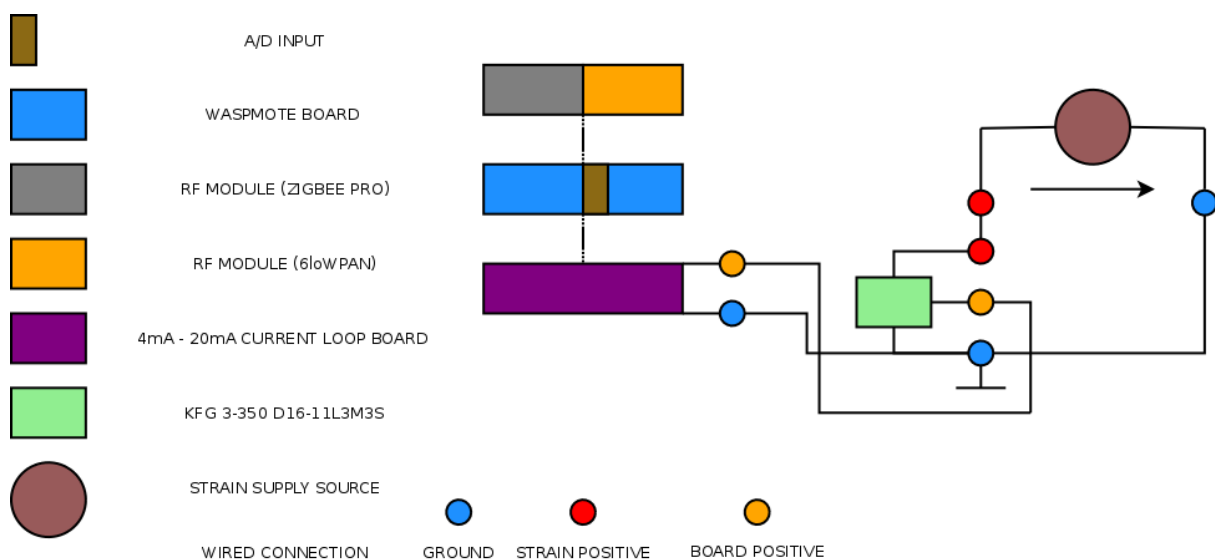 A/D INPUT
WASPMOTE BOARD
RF MODULE (ZIGBEE PRO)
RF MODULE (6loWPAN)
4mA - 20mA CURRENT LOOP BOARD
KFG 3-350 D16-11L3M3S
STRAIN SUPPLY SOURCE
WIRED CONNECTION GROUND STRAIN POSITIVE BOARD POSITIVE